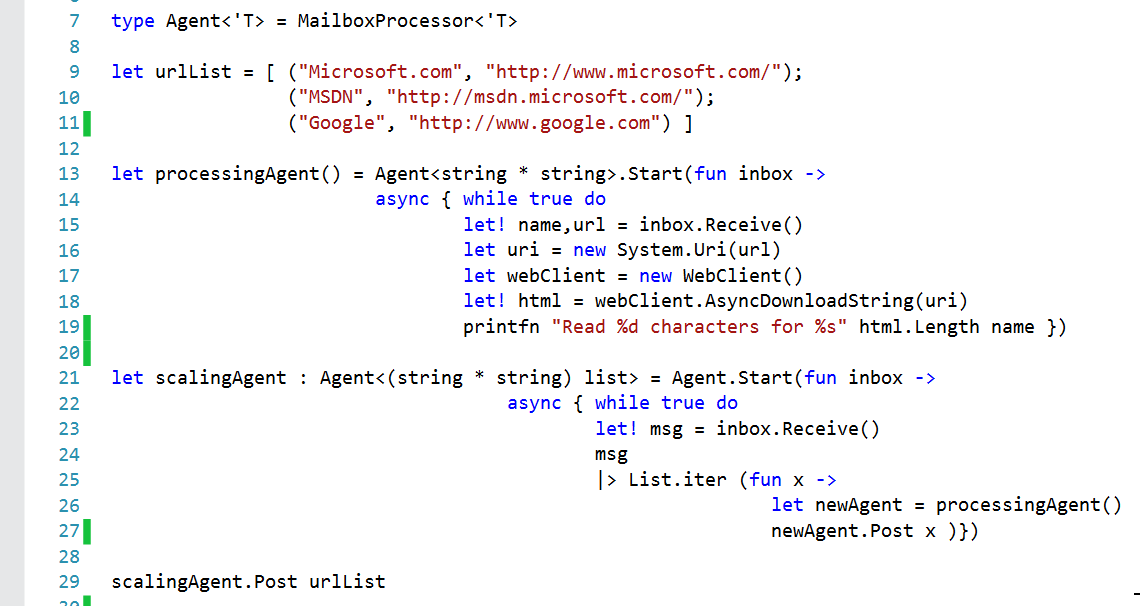 7 type Agent<'T> = MailboxProcessor<'T>
8
9 let urlList = [ ("Microsoft.com", "http://www.microsoft.com/");
10 ("MSDN", "http://msdn.microsoft.com/");
11 ("Google", "http://www.google.com") ]
12
13 let processingAgent() = Agent<string * string>.Start(fun inbox ->
14 async { while true do
15 let! name,url = inbox.Receive()
16 let uri = new System.Uri(url)
17 let webClient = new WebClient()
18 let! html = webClient.AsyncDownloadString(uri)
19 printfn "Read %d characters for %s" html.Length name })
20
21 let scalingAgent : Agent<(string * string) list> = Agent.Start(fun inbox ->
22 async { while true do
23 let! msg = inbox.Receive()
24 msg
25 |> List.iter (fun x ->
26 let newAgent = processingAgent()
27 newAgent.Post x )})
28
29 scalingAgent.Post urlList